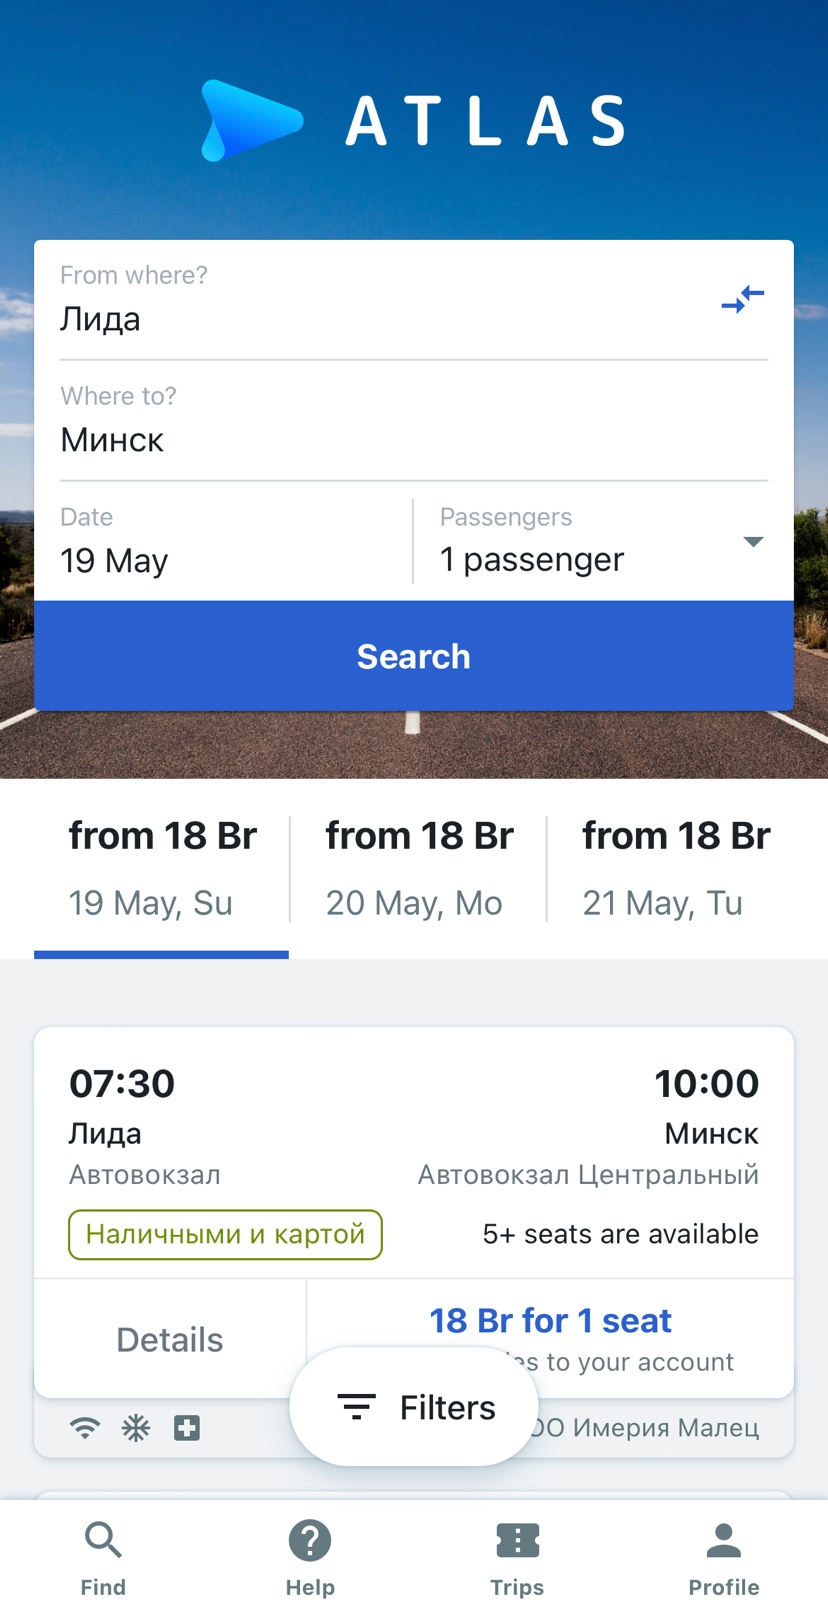 ATLAS
From where?
Лида
Where to?
Минск
Date
Passengers
19 May
1 passenger
Search
from 18 Br
from 18 Br
from 18 Br
19 May, Su
20 May, Mo
21 May, Tu
07:30
10:00
Лида
Минск
Автовокзал
Автовокзал Центральный
Наличными и картой
5+ seats are available
Details
18 Br for 1 seat
to your account
Filters
Имерия Малец
Find
Help
Trips
Profile